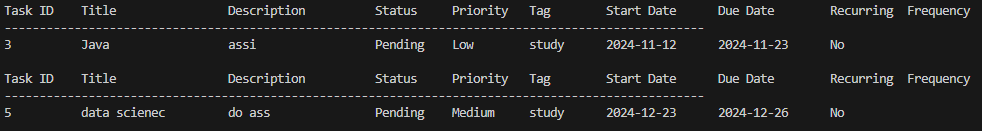 Task ID Title Description Status Priority Tag Start Date Due Date Recurring Frequency
----------------------------------------------------------------------------------------------------
3 Java assi Pending Low study 2024-11-12 2024-11-23 No
Task ID Title Description Status Priority Tag Start Date Due Date Recurring Frequency
----------------------------------------------------------------------------------------------------
5 data scienec do ass Pending Medium study 2024-12-23 2024-12-26 No